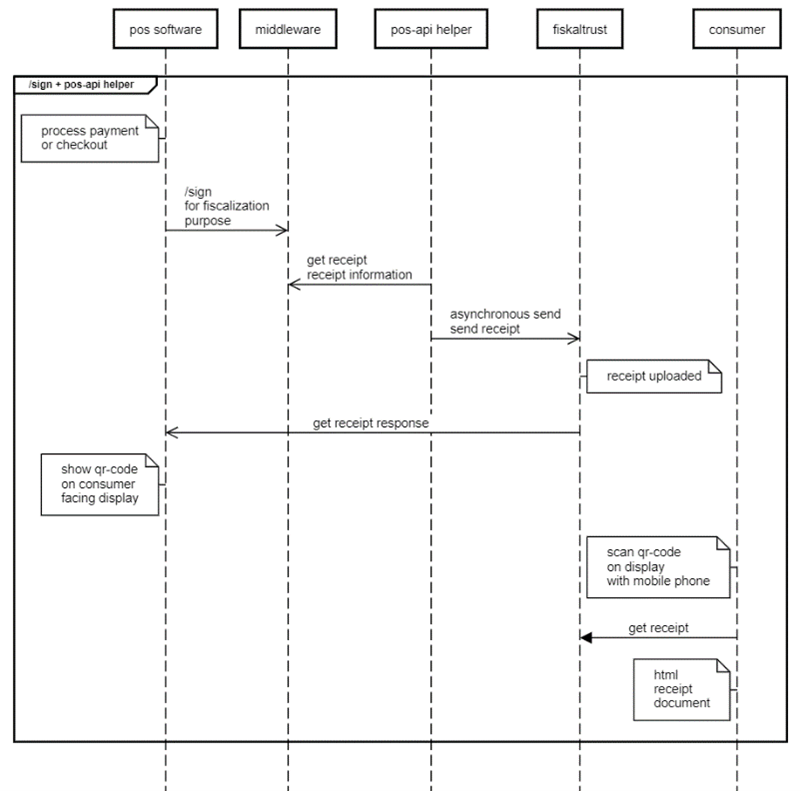 pos software
middleware
pos-api helper
fiskaltrust
consumer
/sign + pos-api helper
process payment
or checkout
/sign
for fiscalization
purpose
get receipt
receipt information
asynchronous send
send receipt
receipt uploaded
get receipt response
show qr-code
on consumer
facing display
scan qr-code
on display
with mobile phone
get receipt
html
receipt
document